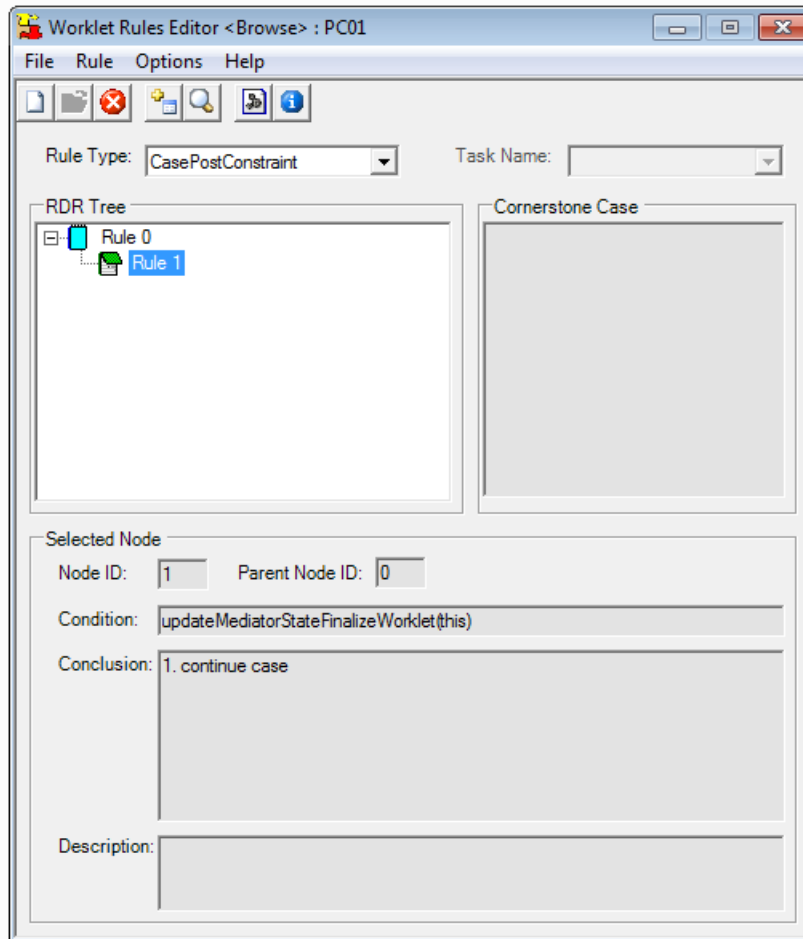 Worklet Rules Editor <Browse> : PC01
File Rule Options Help
Rule Type: CasePostConstraint Task Name:
RDR Tree Cornerstone Case
Rule 0
Rule 1
Selected Node
Node ID: 1 Parent Node ID: 0
Condition: updateMediatorStateFinalizeWorklet(this)
Conclusion: 1. continue case
Description: